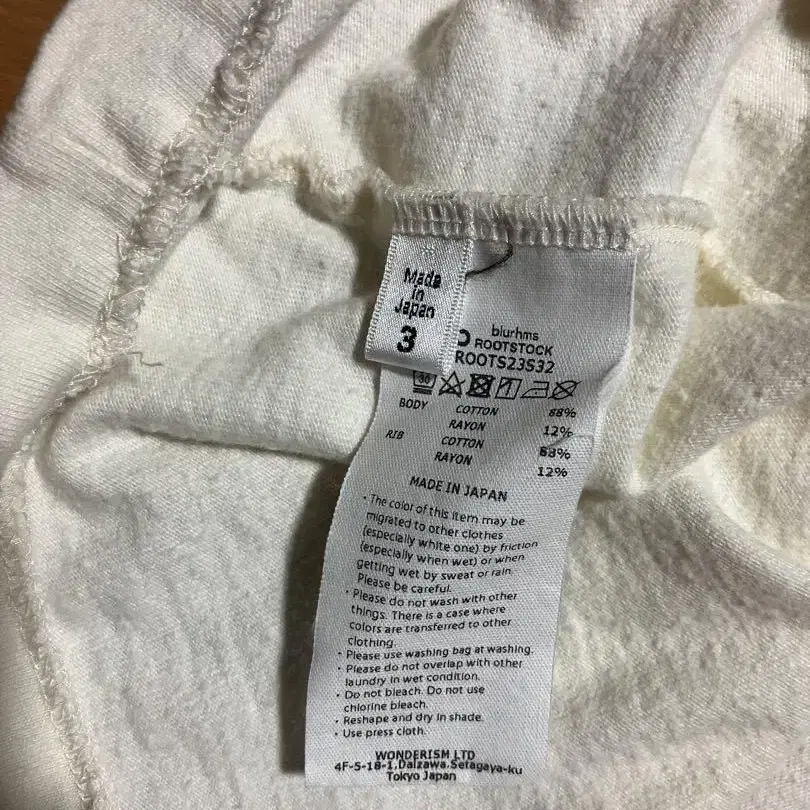 Made
in
Japan
3
blurhms
ROOTSTOCK
ROOTS23S32
30
BODY COTTON 88%
RAYON 12%
RIB COTTON 88%
RAYON 12%
MADE IN JAPAN
• The color of this item may be
migrated to other clothes
(especially white one) by friction
(especially when wet) or when
getting wet by sweat or rain.
Please be careful.
• Please do not wash with other
things. There is a case where
colors are transferred to other
clothing.
• Please use washing bag at washing.
• Please do not overlap with other
laundry in wet condition.
• Do not bleach. Do not use
chlorine bleach.
• Reshape and dry in shade.
• Use press cloth.
WONDERISM LTD
4F-5-18-1,Daizawa,Setagaya-ku
Tokyo Japan